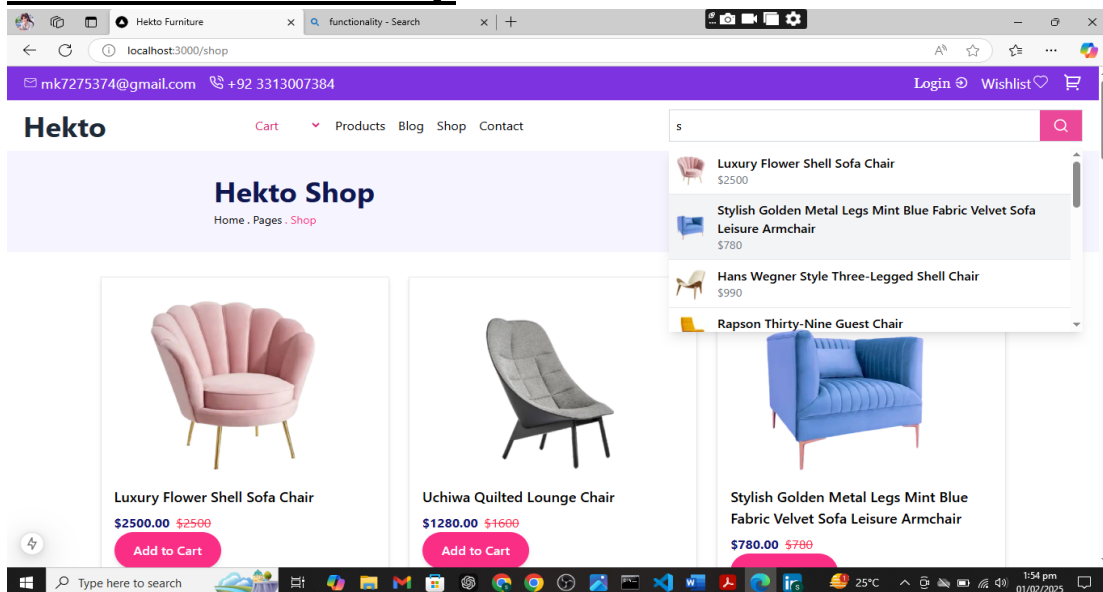 Hekto Furniture
functionality - Search
localhost:3000/shop
mk7275374@gmail.com +92 3313007384
Login Wishlist
Hekto
Cart Products Blog Shop Contact
s
Hekto Shop
Home . Pages . Shop
Luxury Flower Shell Sofa Chair
$2500
Stylish Golden Metal Legs Mint Blue Fabric Velvet Sofa
Leisure Armchair
$780
Hans Wegner Style Three-Legged Shell Chair
$990
Rapson Thirty-Nine Guest Chair
Luxury Flower Shell Sofa Chair
$2500.00 $2500
Add to Cart
Uchiwa Quilted Lounge Chair
$1280.00 $1600
Add to Cart
Stylish Golden Metal Legs Mint Blue
Fabric Velvet Sofa Leisure Armchair
$780.00 $780
Type here to search
25°C
1:54 pm
01/02/2025